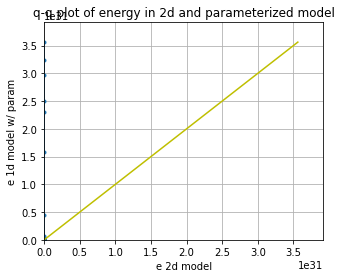 q-q plot of energy in 2d and parameterized model
1e31
3.5
3.0
2.5
2.0
1.5
1.0
0.5
0.0
e 1d model w/ param
0.0 0.5 1.0 1.5 2.0 2.5 3.0 3.5
1e31
e 2d model